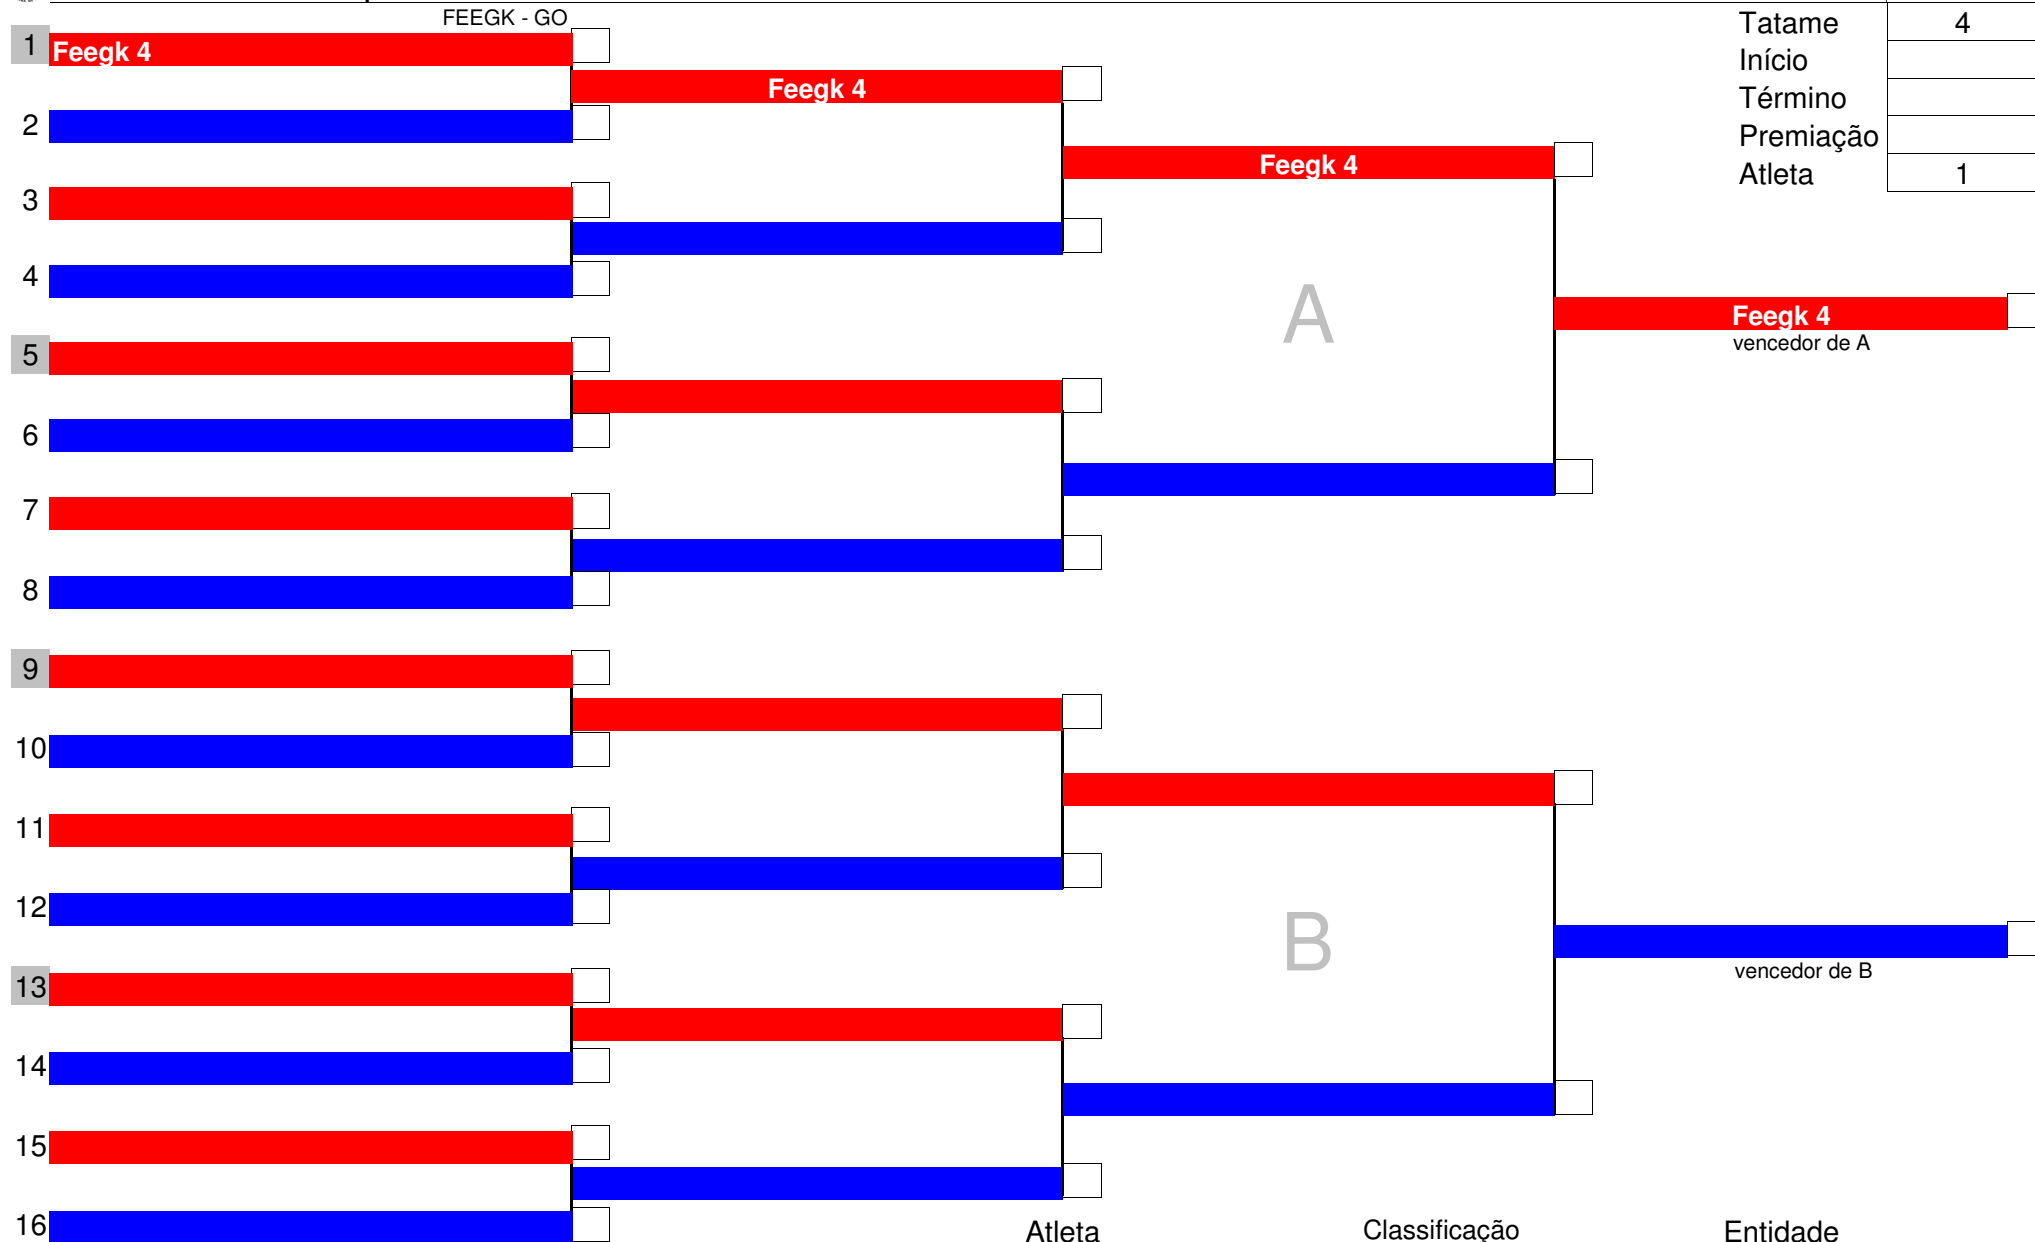 FEEGK - GO
Tatame 4
1 Feegk 4
Início
Feegk 4
Término
2
Premiação
Feegk 4
Atleta 1
3
4
A
Feegk 4
vencedor de A
5
6
7
8
9
10
11
12
B
vencedor de B
13
14
15
16
Atleta Classificação Entidade